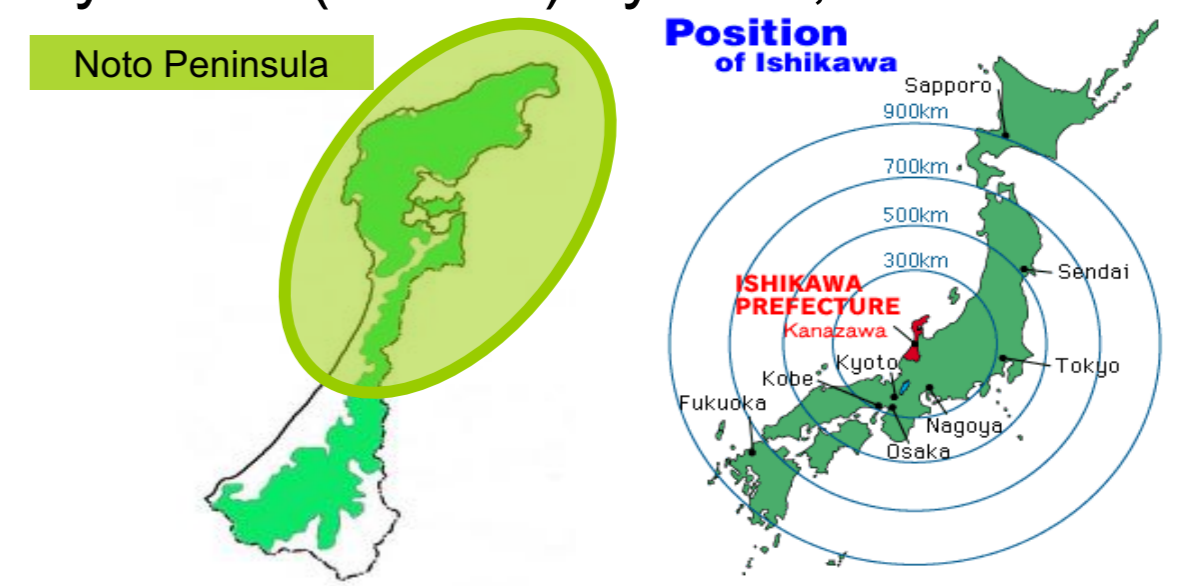 Noto Peninsula
Position
of Ishikawa
Sapporo
900km
700km
500km
300km
Sendai
ISHIKAWA
PREFECTURE
Kanazawa
Kyoto
Tokyo
Kobe
Fukuoka
Nagoya
Osaka